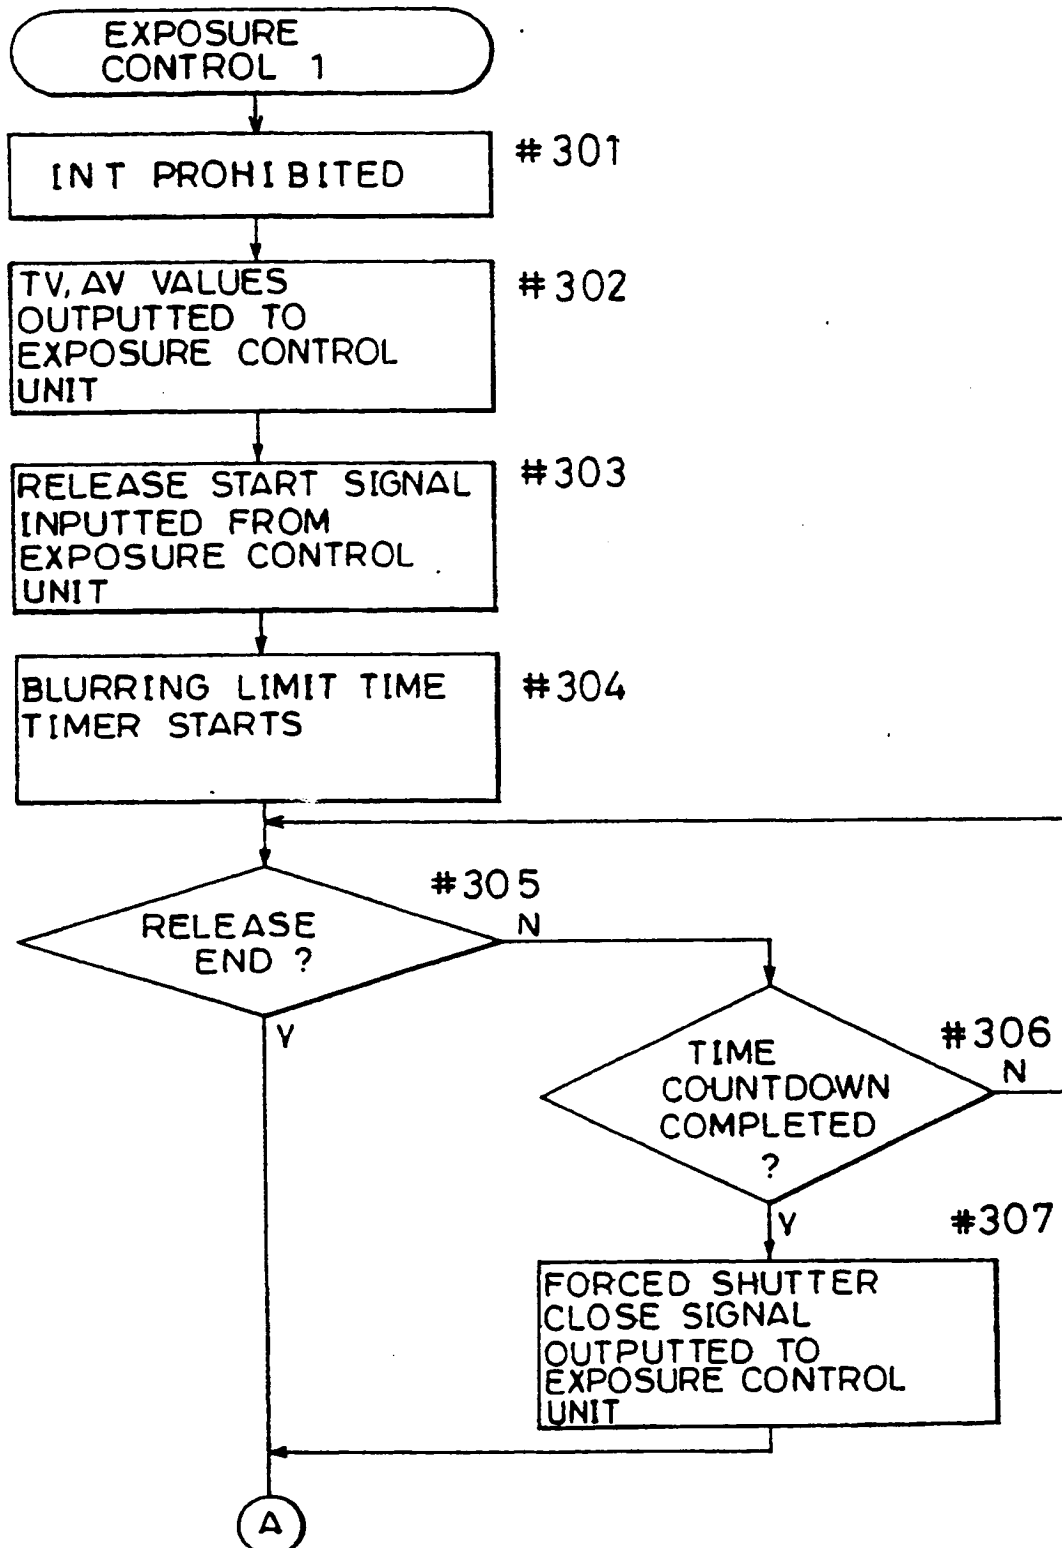 EXPOSURE
CONTROL 1
INT PROHIBITED
#301
TV, AV VALUES
OUTPUTTED TO
EXPOSURE CONTROL
UNIT
#302
RELEASE START SIGNAL
INPUTTED FROM
EXPOSURE CONTROL
UNIT
#303
BLURRING LIMIT TIME
TIMER STARTS
#304
#305
RELEASE
END ?
N
Y
#306
TIME
COUNTDOWN
COMPLETED
?
N
Y
#307
FORCED SHUTTER
CLOSE SIGNAL
OUTPUTTED TO
EXPOSURE CONTROL
UNIT
A